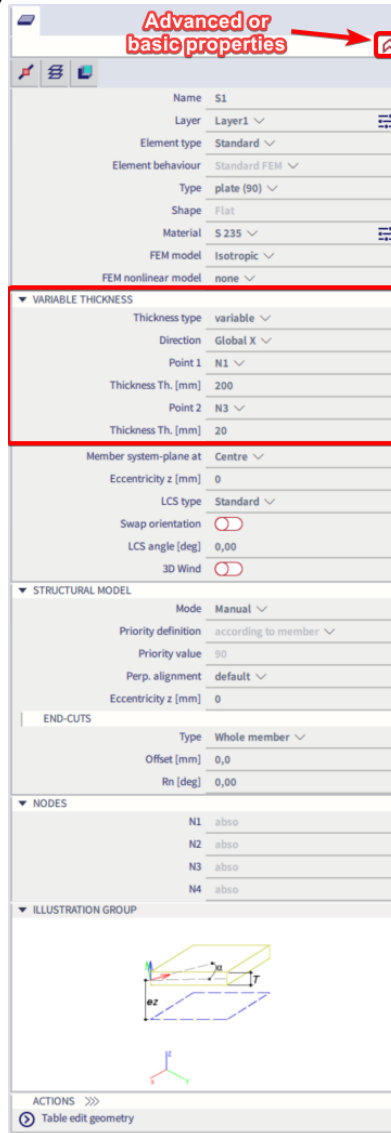 Advanced or
basic properties
Name S1
Layer Layer1
Element type Standard
Element behaviour Standard FEM
Type plate (90)
Shape Flat
Material S 235
FEM model Isotropic
FEM nonlinear model none
VARIABLE THICKNESS
Thickness type variable
Direction Global X
Point 1 N1
Thickness Th. [mm] 200
Point 2 N3
Thickness Th. [mm] 20
Member system-plane at Centre
Eccentricity z [mm] 0
LCS type Standard
Swap orientation
LCS angle [deg] 0,00
3D Wind
STRUCTURAL MODEL
Mode Manual
Priority definition according to member
Priority value 90
Perp. alignment default
Eccentricity z [mm] 0
END-CUTS
Type Whole member
Offset [mm] 0,0
Rn [deg] 0,00
NODES
N1 abso
N2 abso
N3 abso
N4 abso
ILLUSTRATION GROUP
α
T
ez
z
x
Y
ACTIONS >>>
Table edit geometry